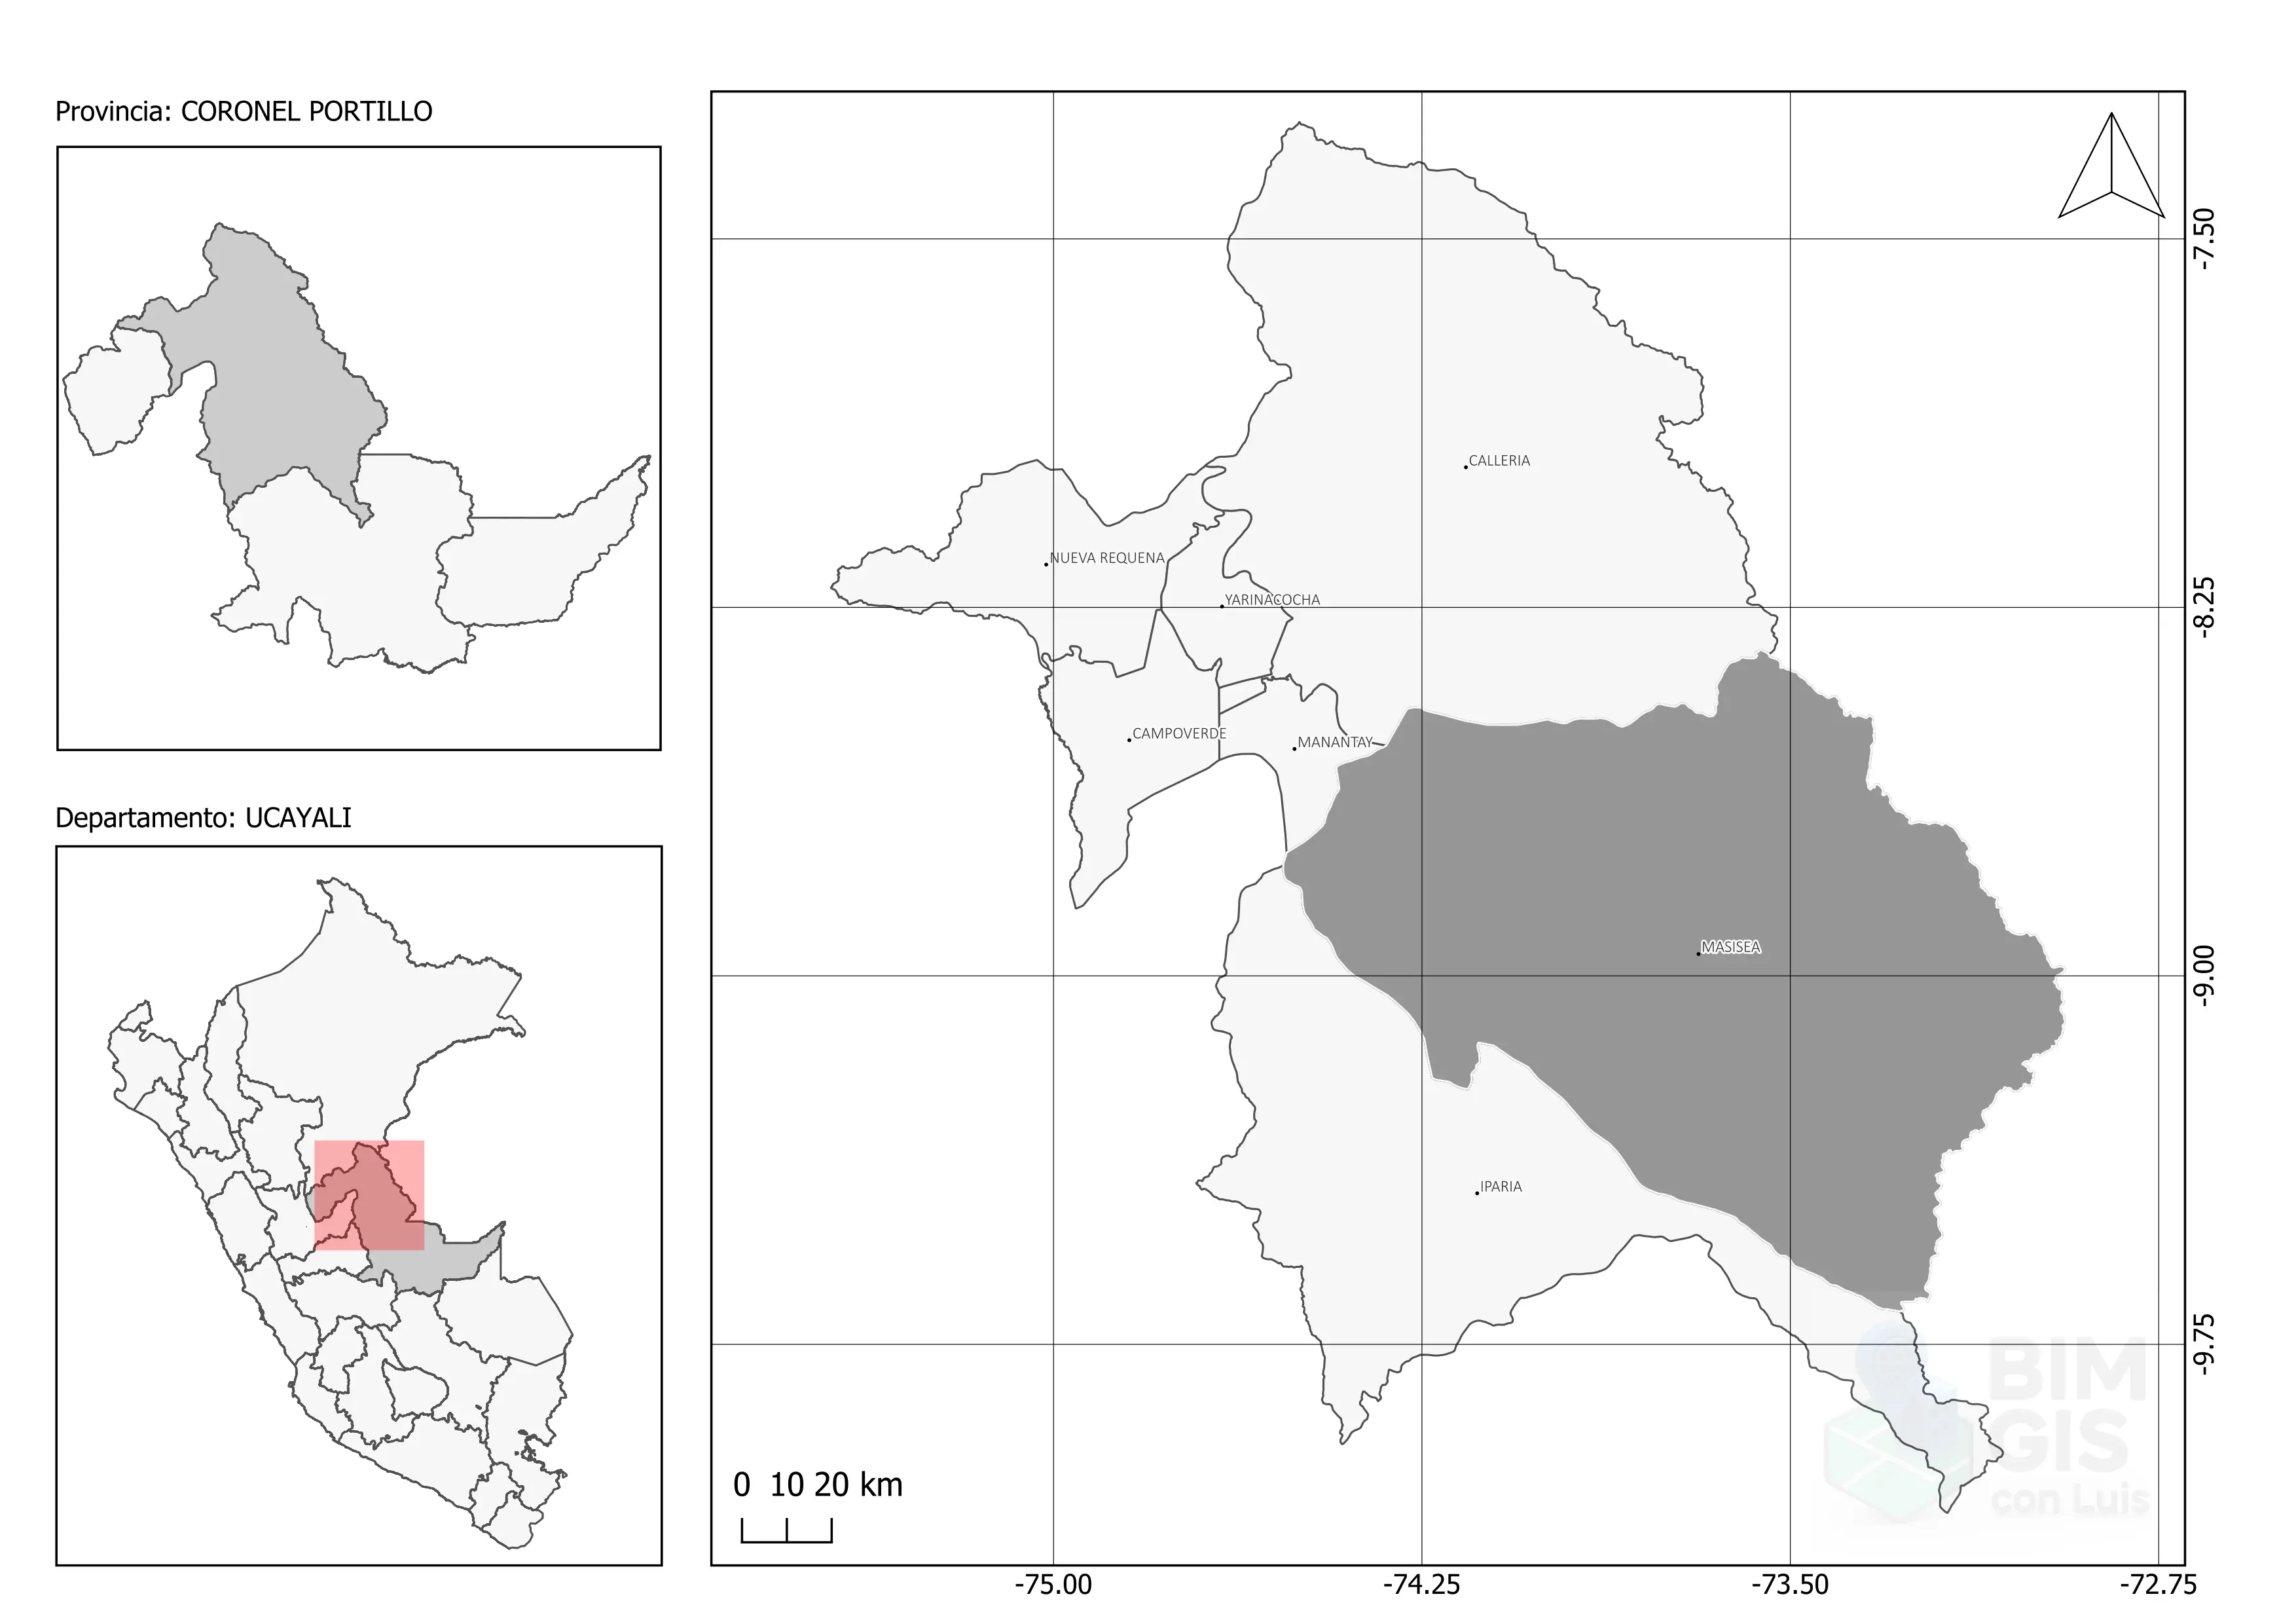 Provincia: CORONEL PORTILLO
Departamento: UCAYALI
CALLERIA
NUEVA REQUENA
YARINACOCHA
CAMPOVERDE
MANANTAY
MASISEA
IPARIA
-7.50
-8.25
-9.00
-9.75
BIM
GIS
con Luis
0 10 20 km
-75.00 -74.25 -73.50 -72.75